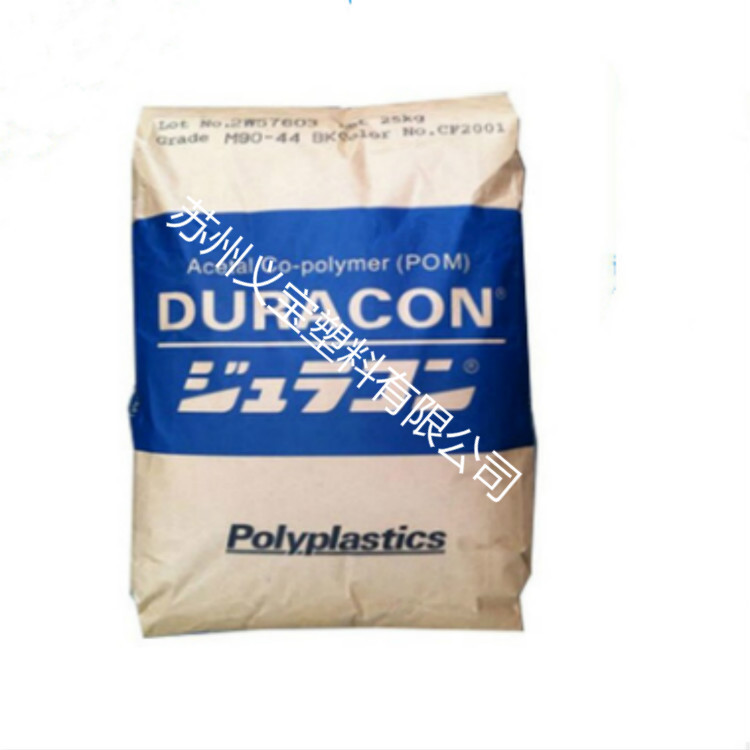 Lot No.2W57603 Net 25kg
Grade M90-44 BK Color No.CF2001
Acetal Co-polymer (POM)
DURACON®
ジュラコン®
Polyplastics
苏州义宝塑料有限公司